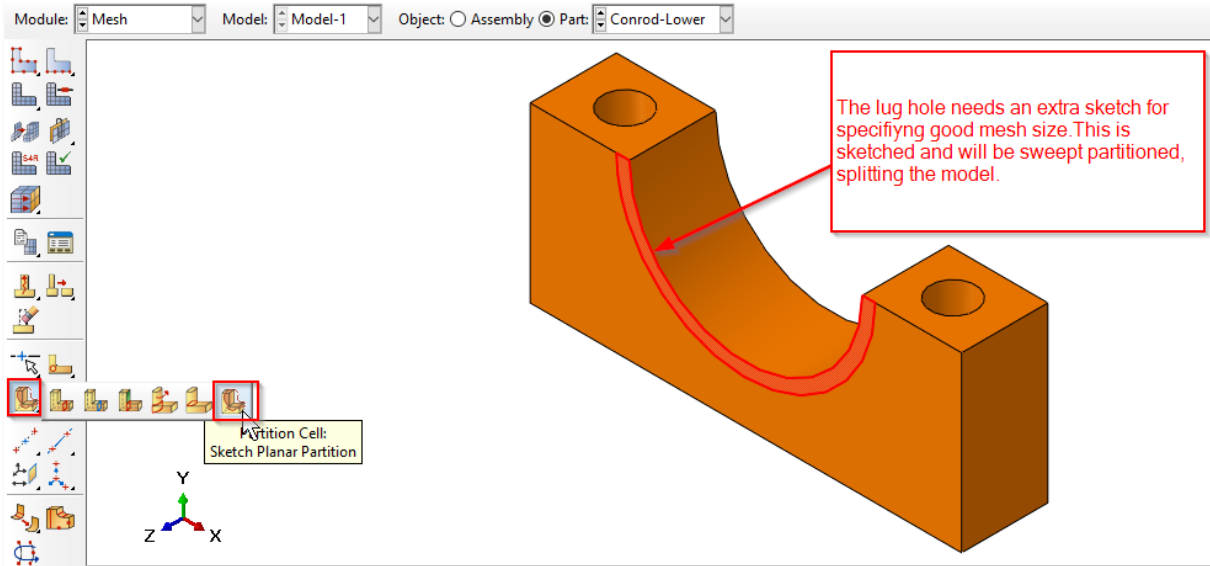 Module: Mesh Model: Model-1 Object: Assembly Part: Conrod-Lower
The lug hole needs an extra sketch for
specifiyng good mesh size.This is
sketched and will be sweept partitioned,
splitting the model.
S4R
Partition Cell:
Sketch Planar Partition
Y
Z
X